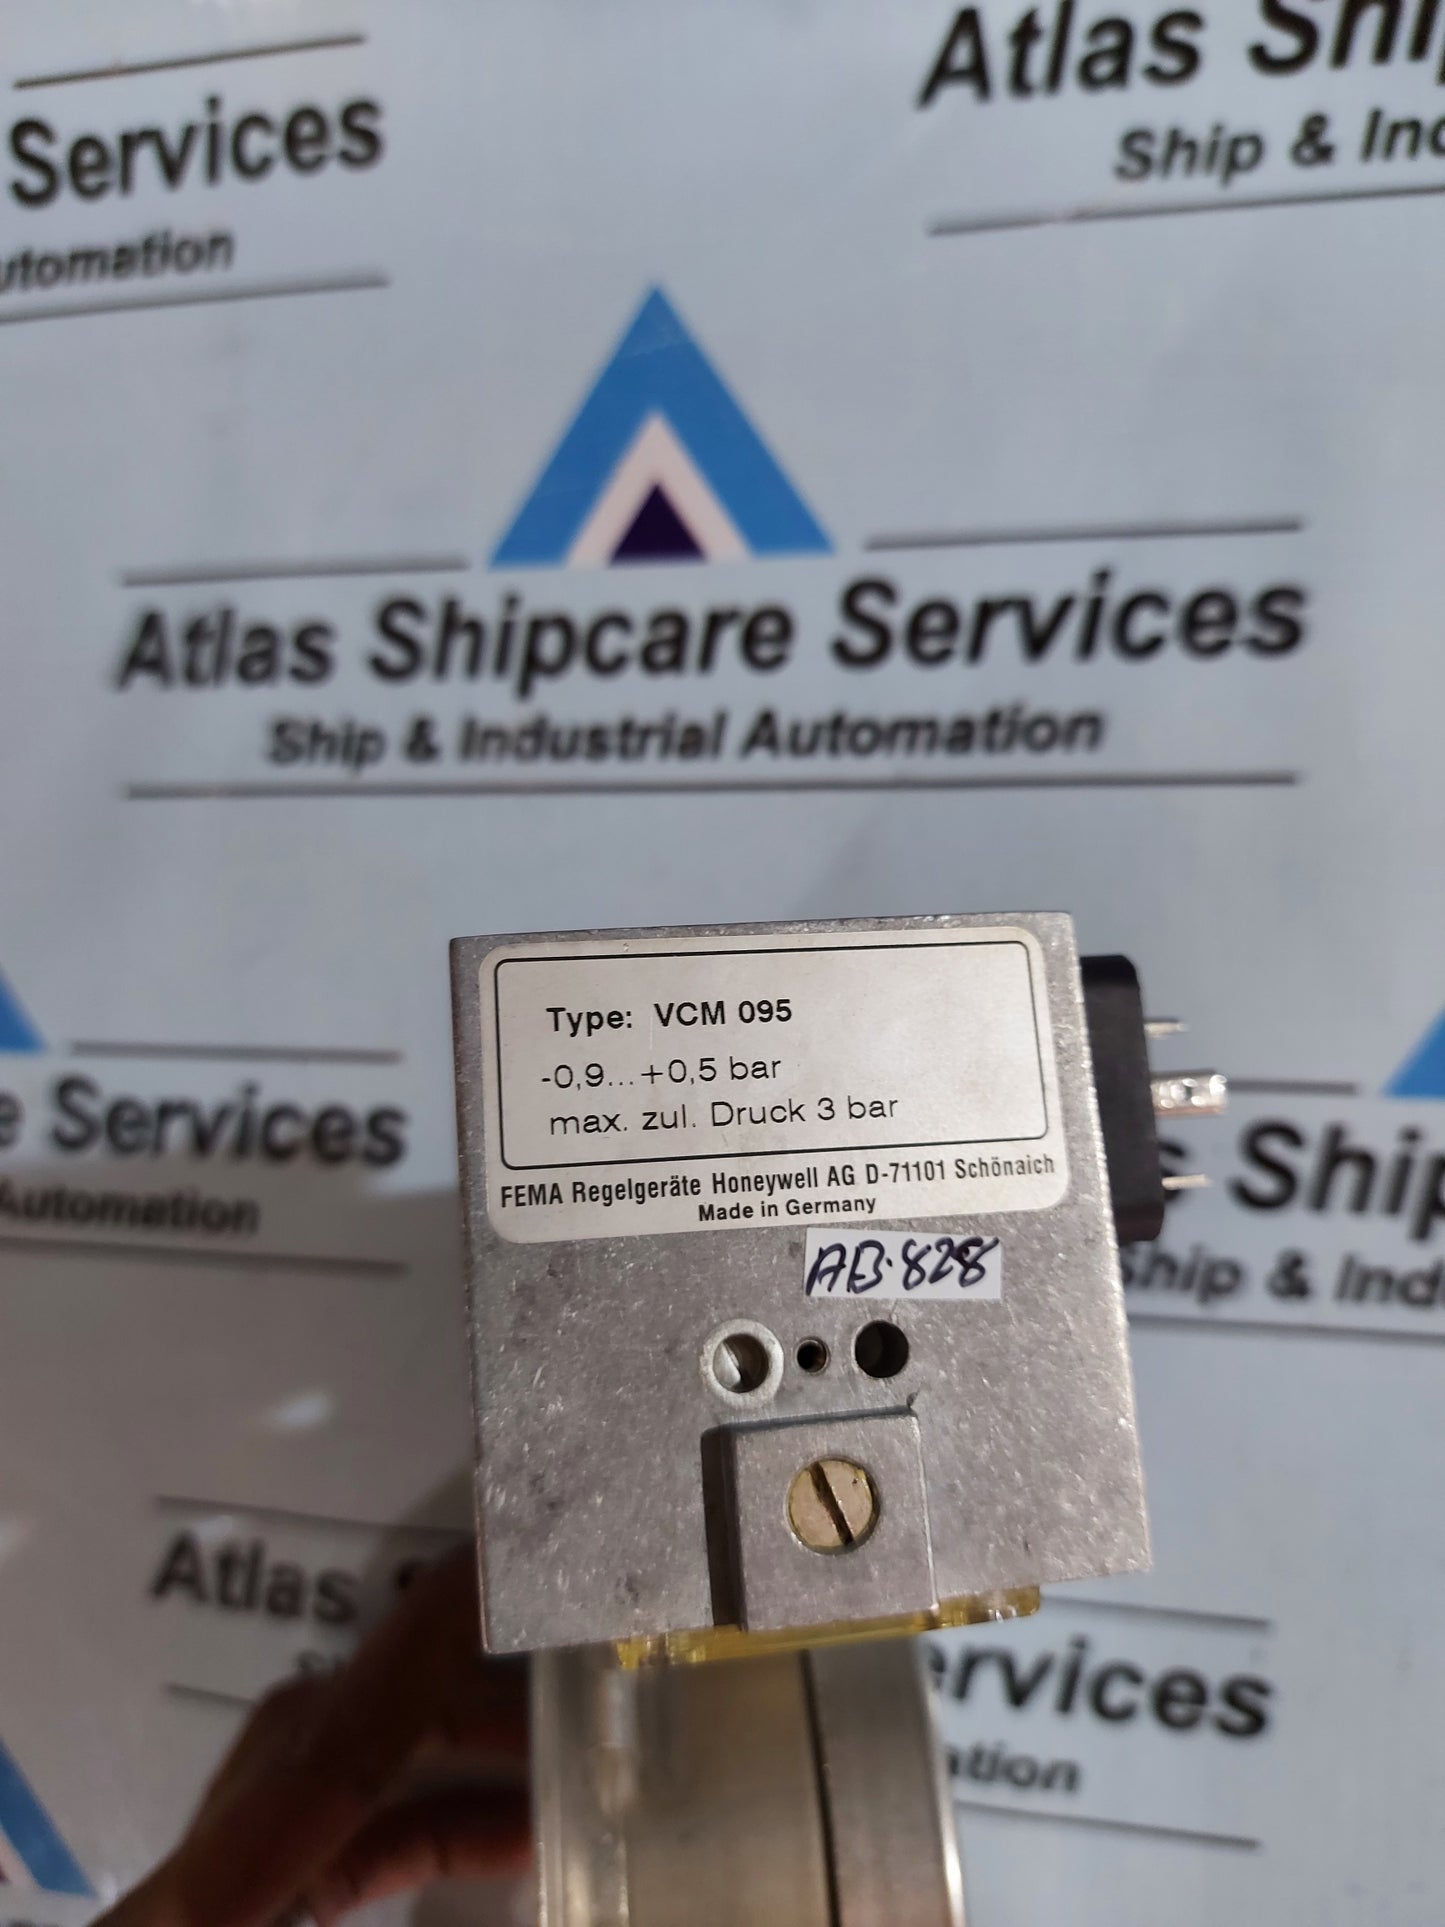 Services
utomation
Atlas Shi
Ship & Ind
Atlas Shipcare Services
Ship & Industrial Automation
Type: VCM 095
-0,9...+0,5 bar
max. zul. Druck 3 bar
FEMA Regelgeräte Honeywell AG D-71101 Schönaich
Made in Germany
AB.828
e Services
Automation
s Ship
Ship & Ind
Atlas
ervices
ation